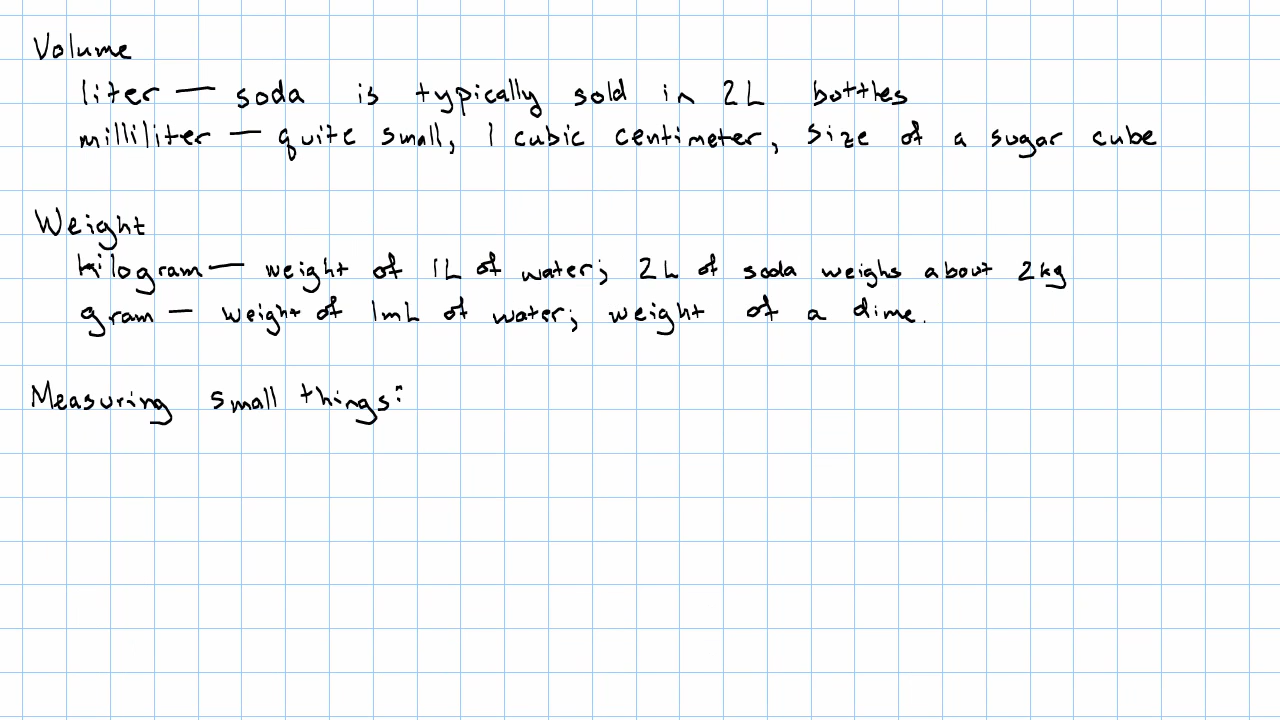 Volume
liter — soda is typically sold in 2L bottles
milliliter — quite small, 1 cubic centimeter, size of a sugar cube
Weight
kilogram — weight of 1L of water; 2L of soda weighs about 2kg
gram — weight of 1mL of water; weight of a dime.
Measuring small things: